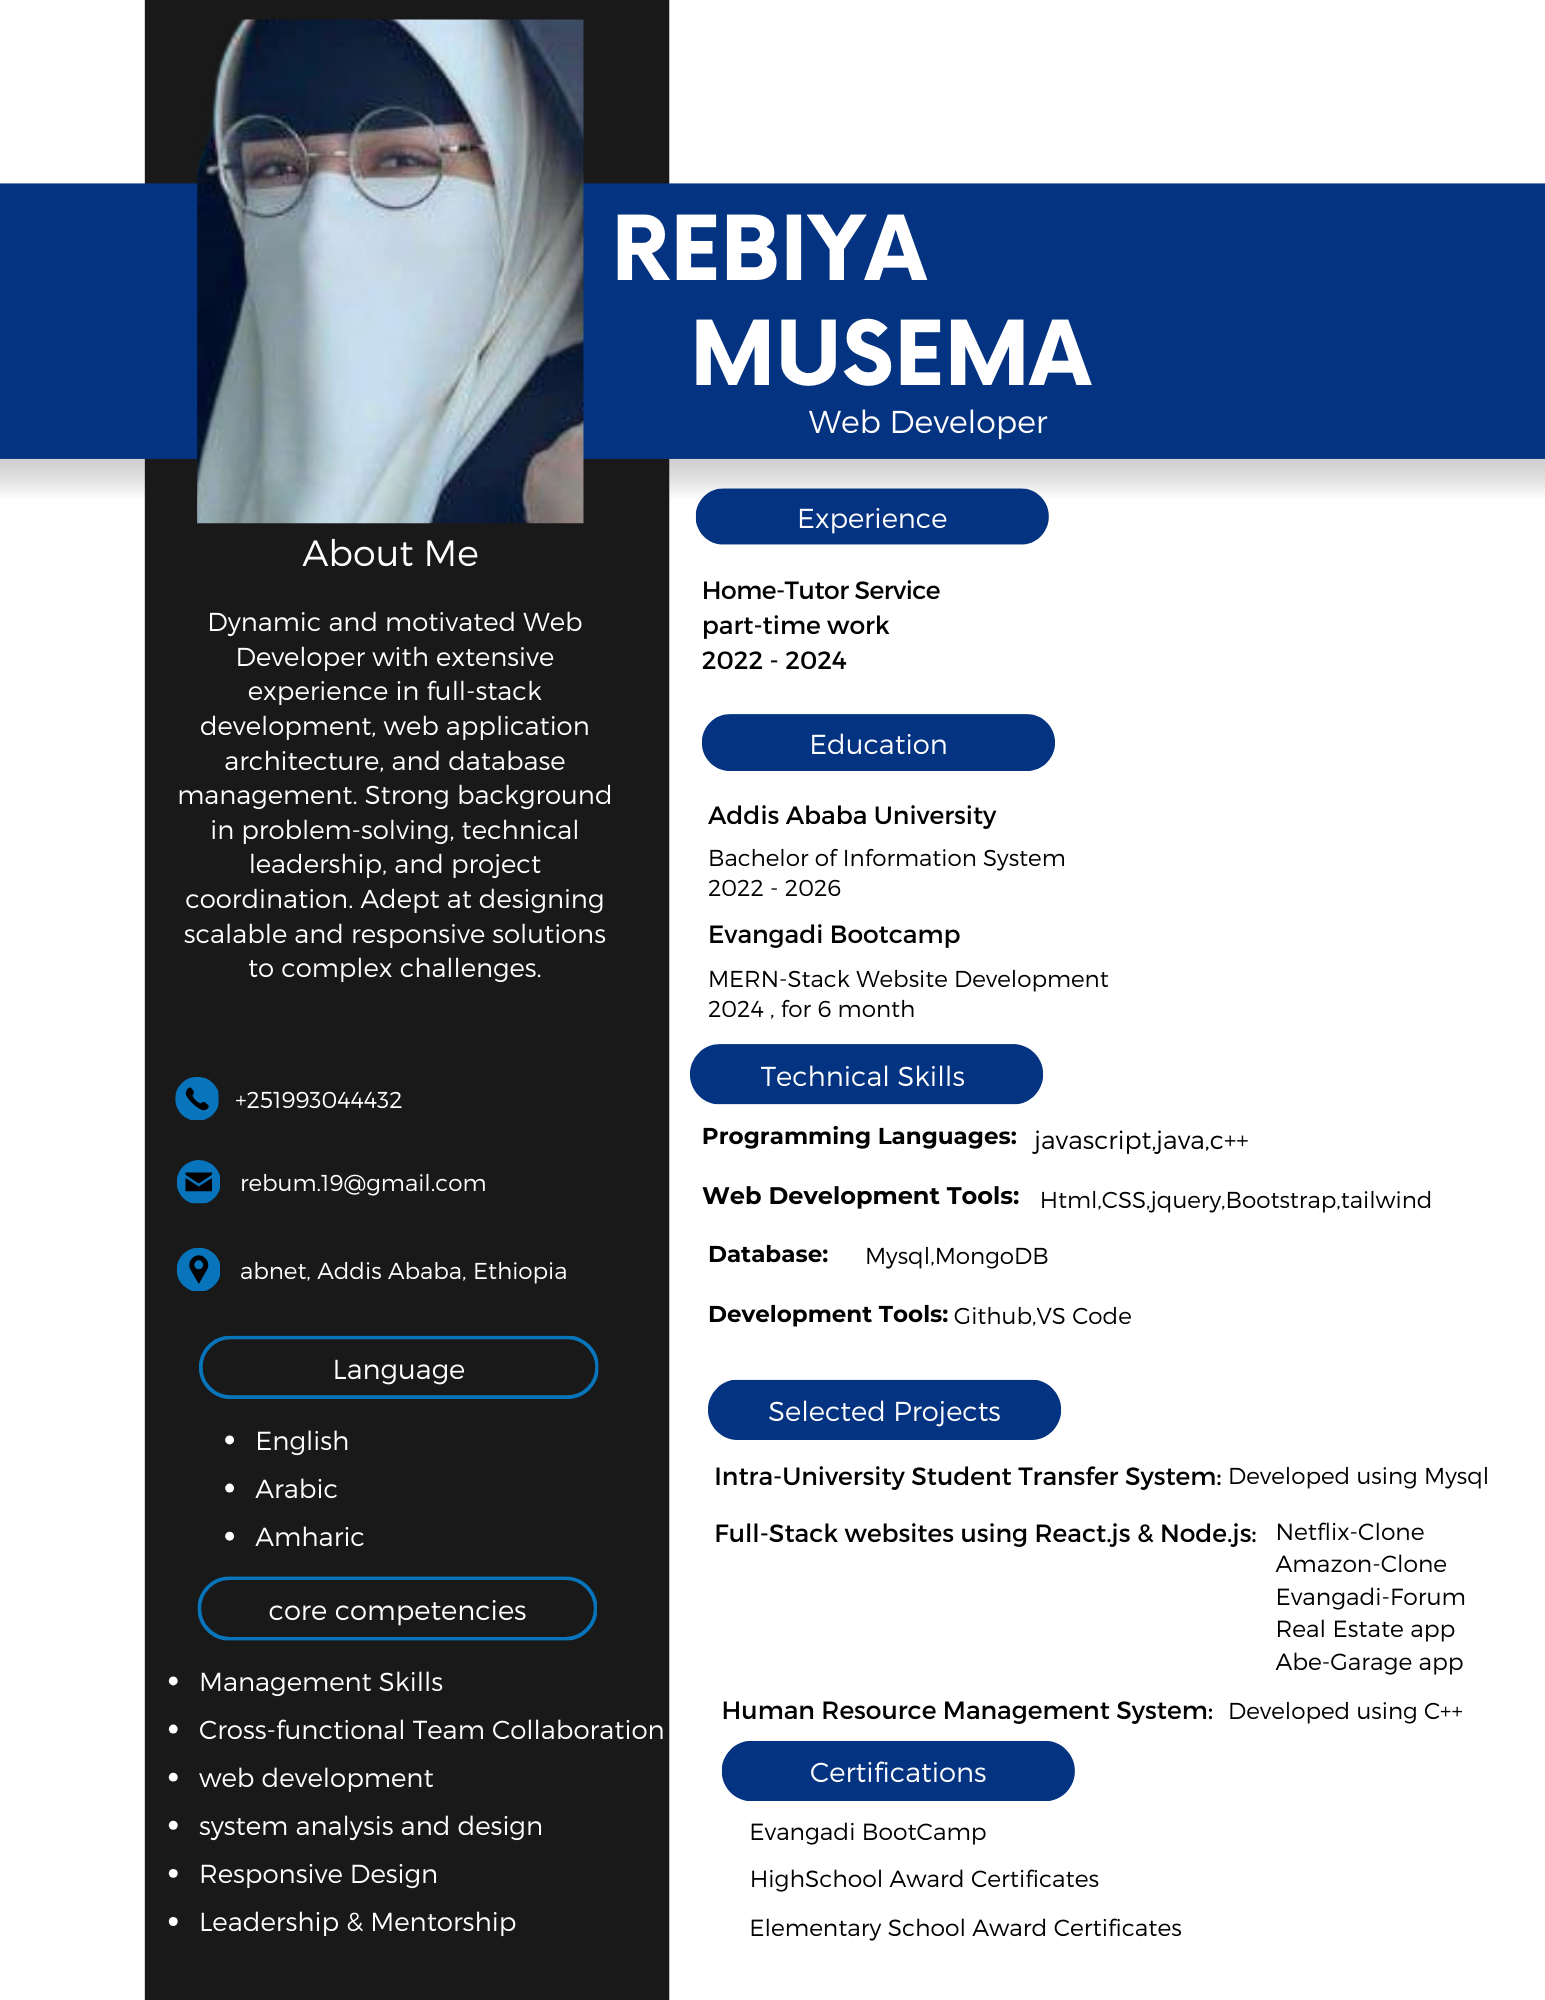 REBIYA
MUSEMA
Web Developer
About Me
Dynamic and motivated Web
Developer with extensive
experience in full-stack
development, web application
architecture, and database
management. Strong background
in problem-solving, technical
leadership, and project
coordination. Adept at designing
scalable and responsive solutions
to complex challenges.
+251993044432
rebum.19@gmail.com
abnet, Addis Ababa, Ethiopia
Language
• English
• Arabic
• Amharic
core competencies
• Management Skills
• Cross-functional Team Collaboration
• web development
• system analysis and design
• Responsive Design
• Leadership & Mentorship
Experience
Home-Tutor Service
part-time work
2022 - 2024
Education
Addis Ababa University
Bachelor of Information System
2022 - 2026
Evangadi Bootcamp
MERN-Stack Website Development
2024 , for 6 month
Technical Skills
Programming Languages: javascript,java,c++
Web Development Tools: Html,CSS,jquery,Bootstrap,tailwind
Database: Mysql,MongoDB
Development Tools: Github,VS Code
Selected Projects
Intra-University Student Transfer System: Developed using Mysql
Full-Stack websites using React.js & Node.js: Netflix-Clone
Amazon-Clone
Evangadi-Forum
Real Estate app
Abe-Garage app
Human Resource Management System: Developed using C++
Certifications
Evangadi BootCamp
HighSchool Award Certificates
Elementary School Award Certificates